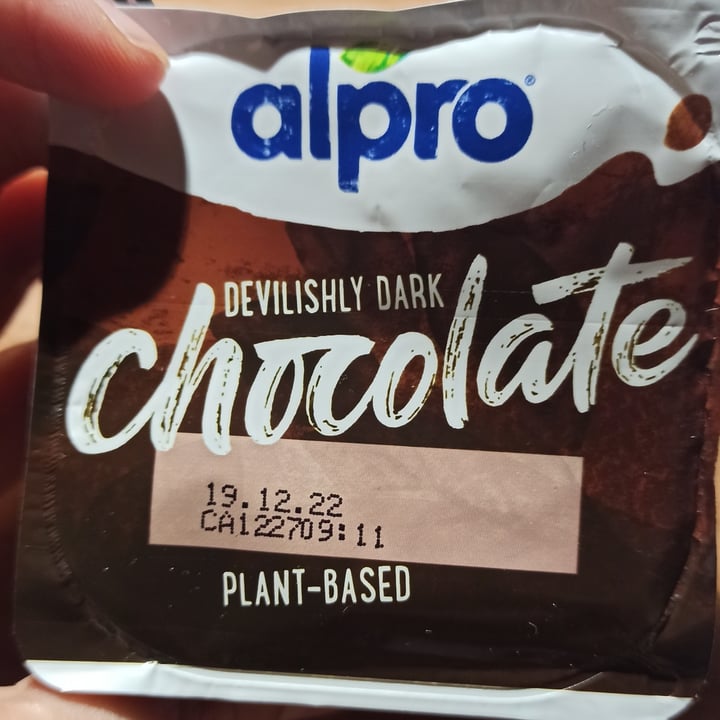 alpro®
DEVILISHLY DARK
chocolate
19.12.22
CA122709:11
PLANT-BASED